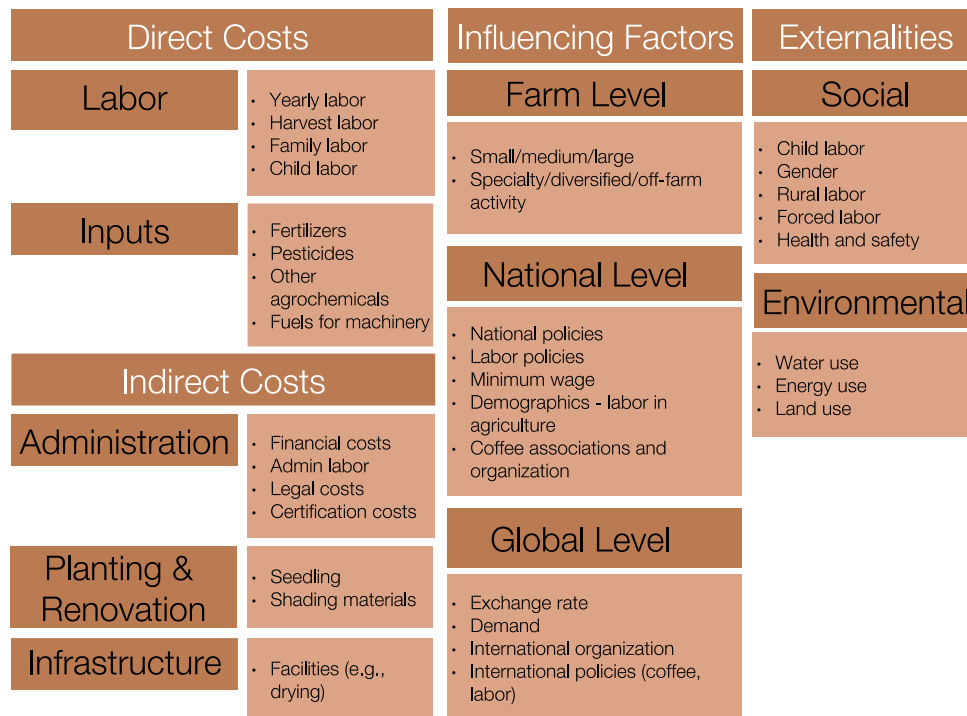 Direct Costs
Labor
• Yearly labor
• Harvest labor
• Family labor
• Child labor
Inputs
• Fertilizers
• Pesticides
• Other
agrochemicals
• Fuels for machinery
Indirect Costs
Administration
• Financial costs
• Admin labor
• Legal costs
• Certification costs
Planting &
Renovation
• Seedling
• Shading materials
Infrastructure
• Facilities (e.g.,
drying)
Influencing Factors
Farm Level
• Small/medium/large
• Specialty/diversified/off-farm
activity
National Level
• National policies
• Labor policies
• Minimum wage
• Demographics - labor in
agriculture
• Coffee associations and
organization
Global Level
• Exchange rate
• Demand
• International organization
• International policies (coffee,
labor)
Externalities
Social
• Child labor
• Gender
• Rural labor
• Forced labor
• Health and safety
Environmental
• Water use
• Energy use
• Land use